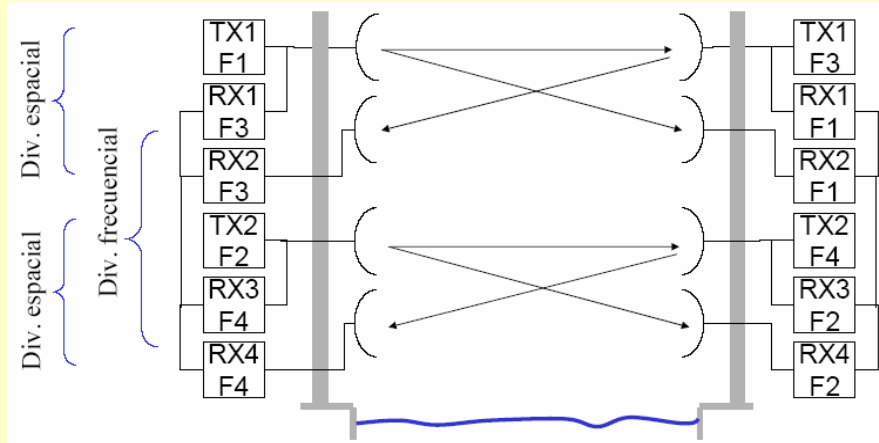 Div. espacial
Div. espacial
Div. frecuencial
TX1
F1
RX1
F3
RX2
F3
TX2
F2
RX3
F4
RX4
F4
TX1
F3
RX1
F1
RX2
F1
TX2
F4
RX3
F2
RX4
F2